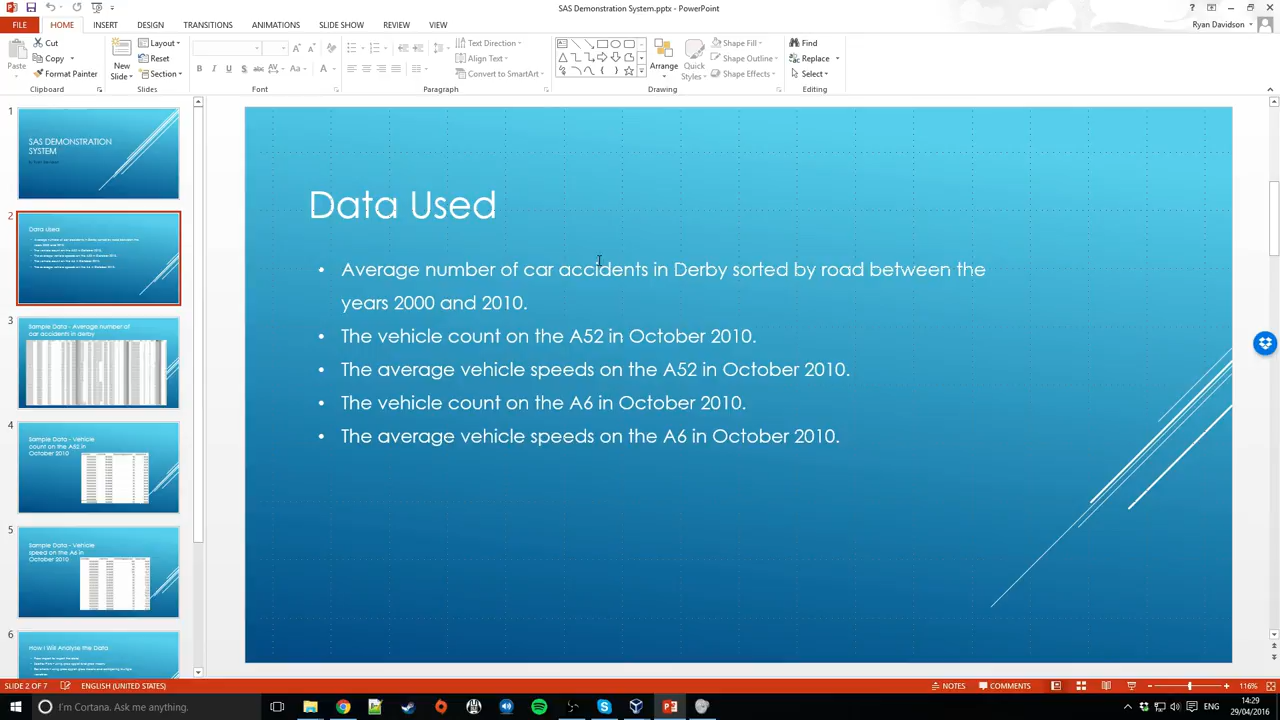 SAS Demonstration System.pptx - PowerPoint
FILE HOME INSERT DESIGN TRANSITIONS ANIMATIONS SLIDE SHOW REVIEW VIEW
Ryan Davidson
Paste
Cut
Copy
Format Painter
New Slide
Layout
Reset
Section
Text Direction
Align Text
Convert to SmartArt
Arrange
Quick Styles
Shape Fill
Shape Outline
Shape Effects
Find
Replace
Select
Clipboard Slides Font Paragraph Drawing Editing
1
SAS DEMONSTRATION
SYSTEM
2
Data Used
3
Sample Data - Average number of
car accidents in derby
4
Sample Data - Vehicle
count on the A52 in
October 2010
5
Sample Data - Vehicle
speed on the A6 in
October 2010
6
How I Will Analyse the Data
Data Used
• Average number of car accidents in Derby sorted by road between the
years 2000 and 2010.
• The vehicle count on the A52 in October 2010.
• The average vehicle speeds on the A52 in October 2010.
• The vehicle count on the A6 in October 2010.
• The average vehicle speeds on the A6 in October 2010.
SLIDE 2 OF 7 ENGLISH (UNITED STATES) NOTES COMMENTS 116%
I'm Cortana. Ask me anything.
ENG
14:29
29/04/2016